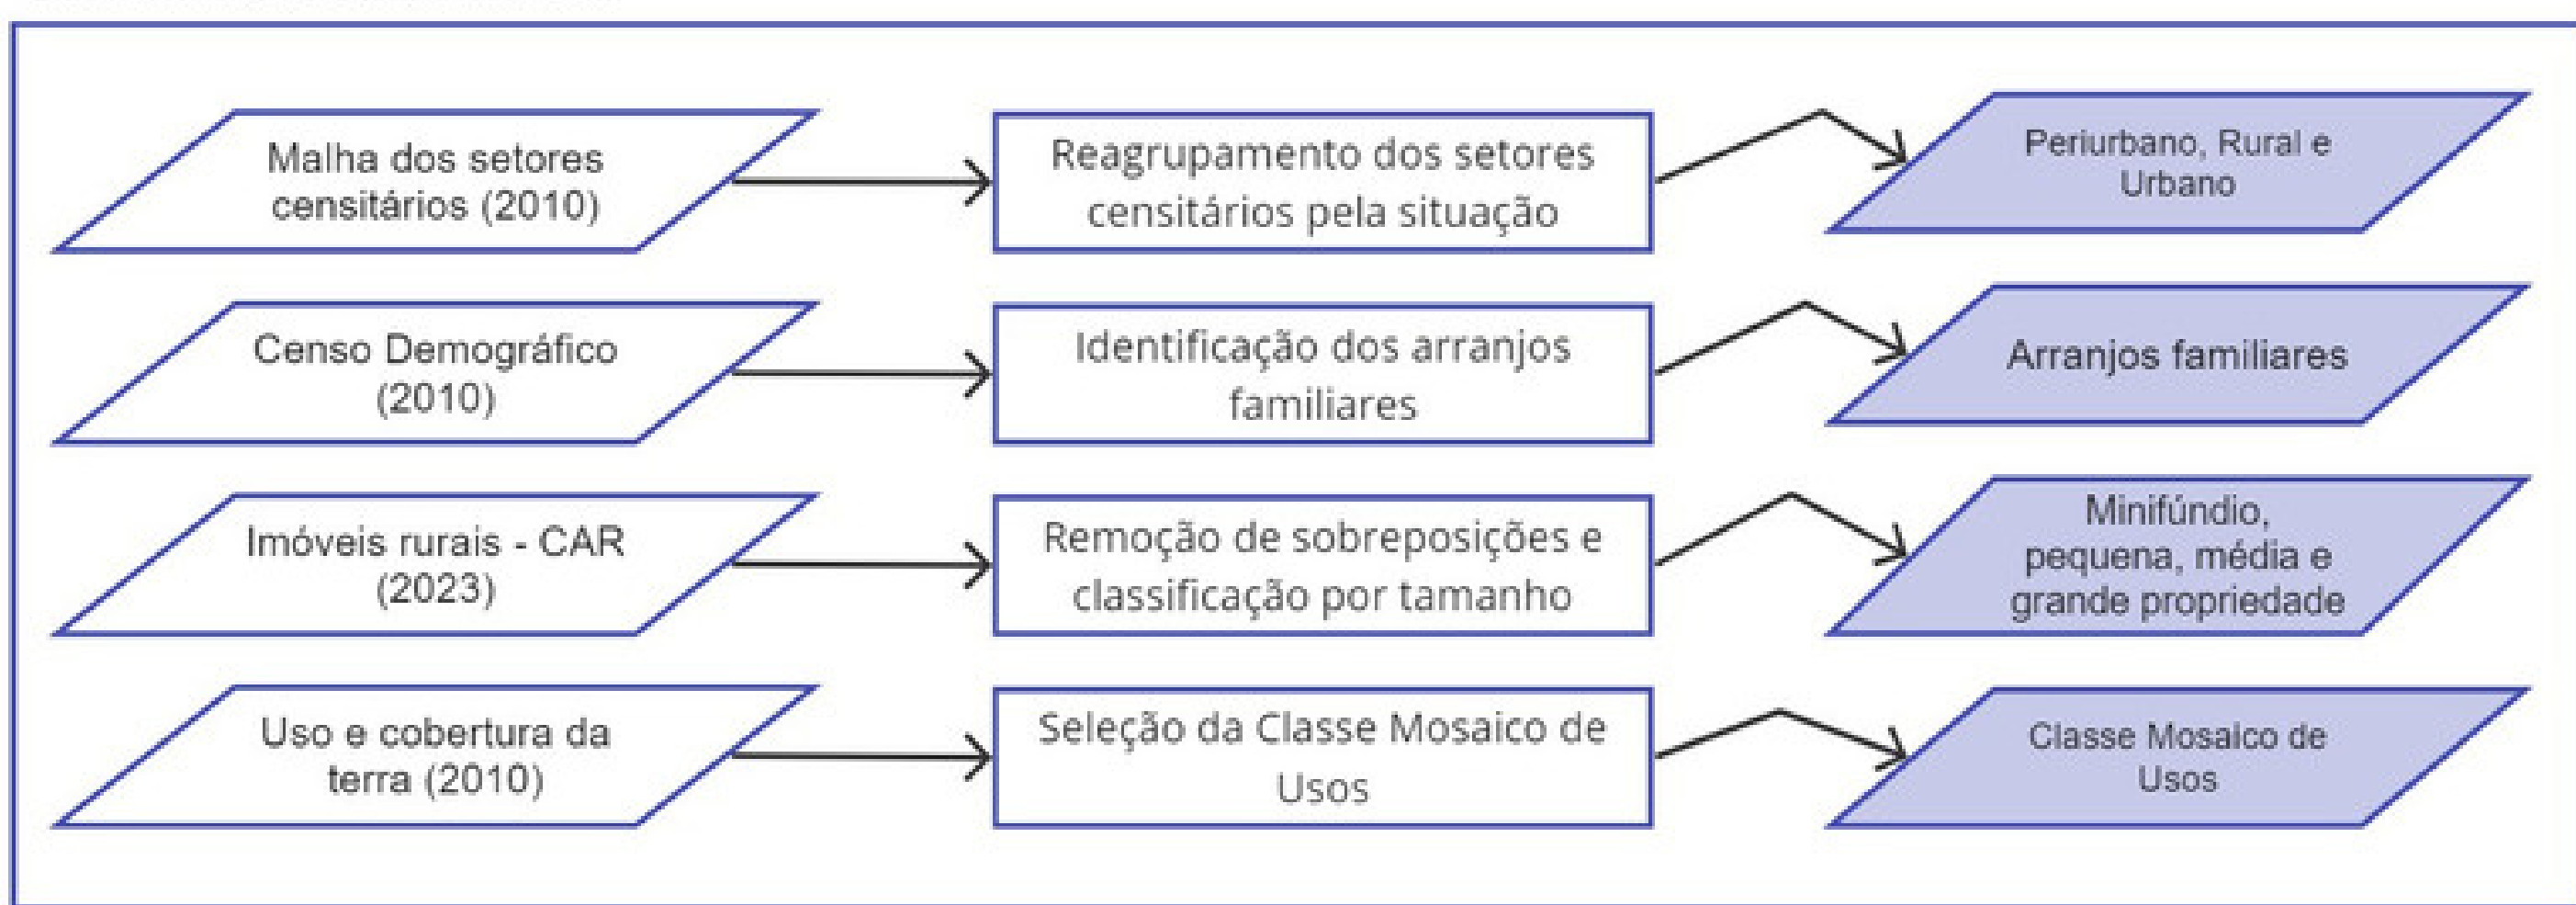 Malha dos setores
censitários (2010)
Reagrupamento dos setores
censitários pela situação
Periurbano, Rural e
Urbano
Censo Demográfico
(2010)
Identificação dos arranjos
familiares
Arranjos familiares
Imóveis rurais - CAR
(2023)
Remoção de sobreposições e
classificação por tamanho
Minifúndio,
pequena, média e
grande propriedade
Uso e cobertura da
terra (2010)
Seleção da Classe Mosaico de
Usos
Classe Mosaico de
Usos